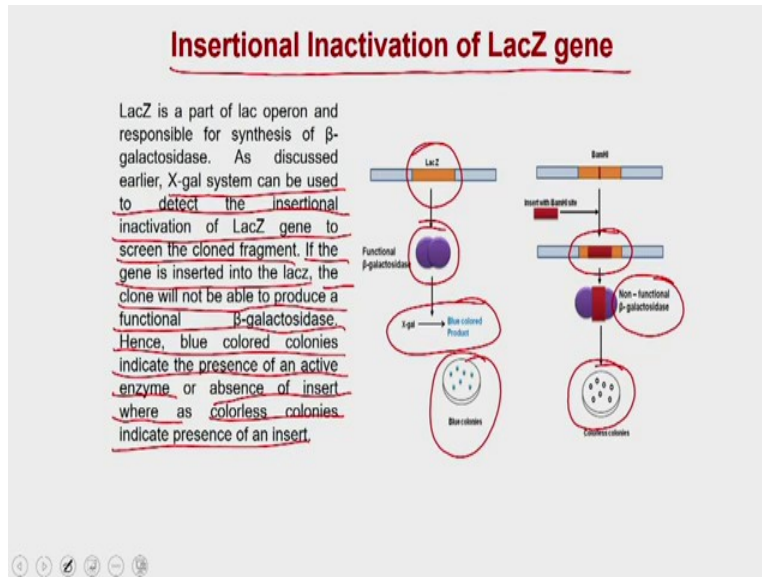 Insertional Inactivation of LacZ gene
LacZ is a part of lac operon and
responsible for synthesis of β-
galactosidase. As discussed
earlier, X-gal system can be used
to detect the insertional
inactivation of LacZ gene to
screen the cloned fragment. If the
gene is inserted into the lacz, the
clone will not be able to produce a
functional β-galactosidase.
Hence, blue colored colonies
indicate the presence of an active
enzyme or absence of insert
where as colorless colonies
indicate presence of an insert.
Lac Z
Functional
β-galactosidase
X-gal
Blue colored
Product
Blue colonies
BamHI
Insert with BamHI site
Non – functional
β- galactosidase
Colorless colonies